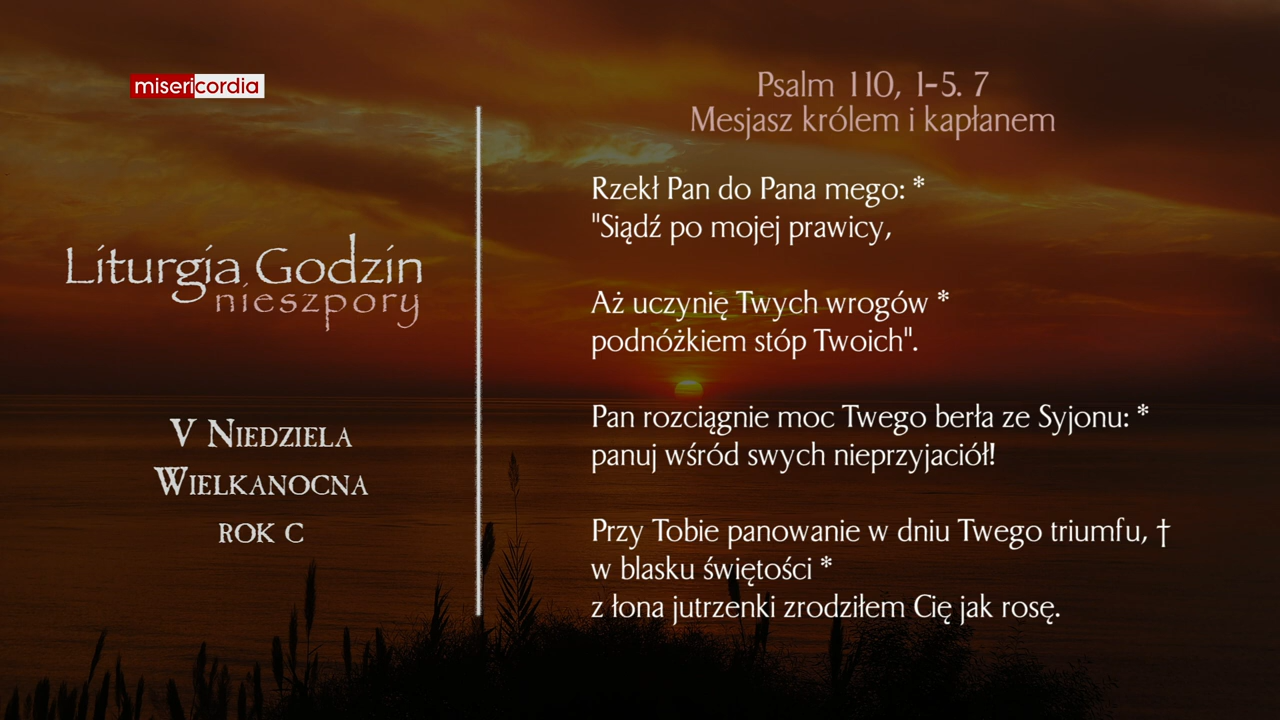 misericordia
Liturgia Godzin
nieszpory
V Niedziela
Wielkanocna
rok C
Psalm 110, 1-5. 7
Mesjasz królem i kapłanem
Rzekł Pan do Pana mego: *
"Siądź po mojej prawicy,
Aż uczynię Twych wrogów *
podnóżkiem stóp Twoich".
Pan rozciągnie moc Twego berła ze Syjonu: *
panuj wśród swych nieprzyjaciół!
Przy Tobie panowanie w dniu Twego triumfu, †
w blasku świętości *
z łona jutrzenki zrodziłem Cię jak rosę.